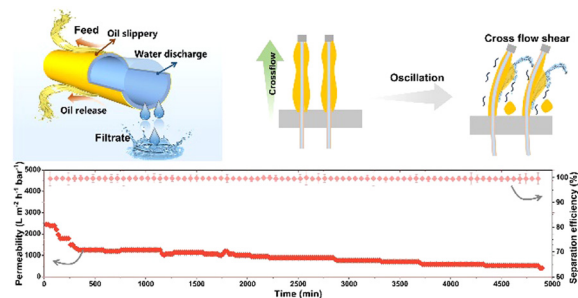 Feed
Oil slippery
Water discharge
Oil release
Filtrate
Crossflow
Oscillation
Cross flow shear
Permeability (L m⁻² h⁻¹ bar⁻¹)
5000
4000
3000
2000
1000
0
Separation efficiency (%)
100
90
80
70
60
50
0 500 1000 1500 2000 2500 3000 3500 4000 4500 5000
Time (min)